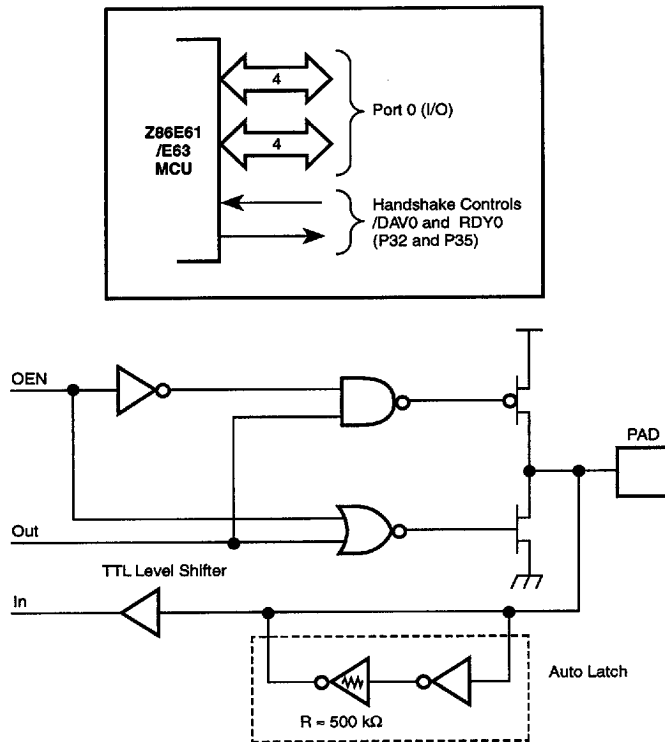 4
Z86E61
/E63
MCU
Port 0 (I/O)
4
Handshake Controls
/DAV0 and RDY0
(P32 and P35)
OEN
PAD
Out
TTL Level Shifter
In
Auto Latch
R ≈ 500 kΩ